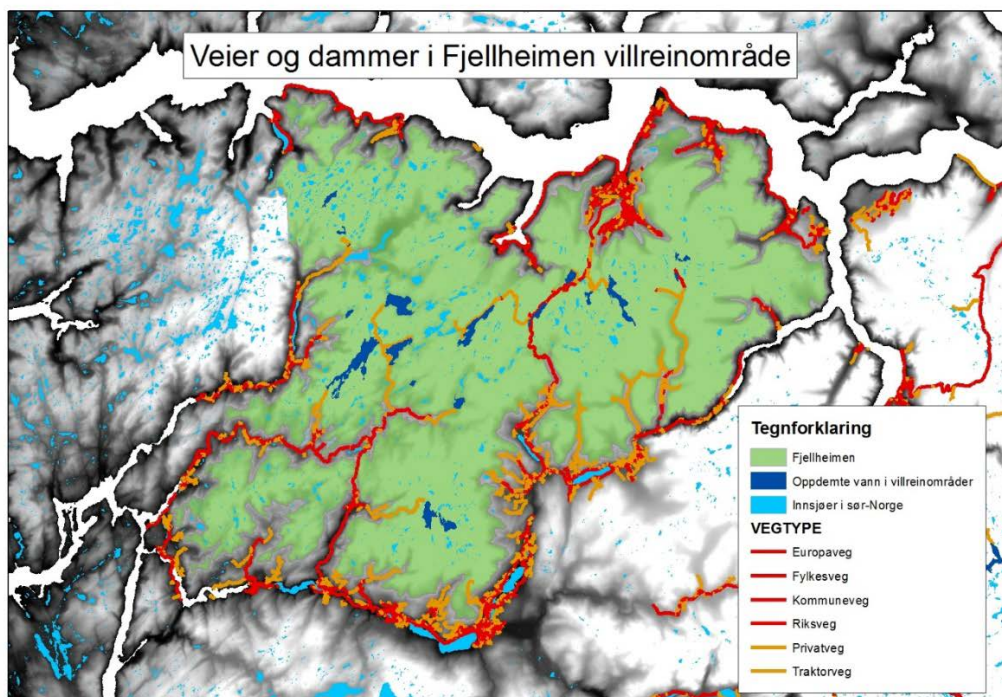 Veier og dammer i Fjellheimen villreinområde
Tegnforklaring
Fjellheimen
Oppdemte vann i villreinområder
Innsjøer i sør-Norge
VEGTYPE
Europaveg
Fylkesveg
Kommuneveg
Riksveg
Privatveg
Traktorveg